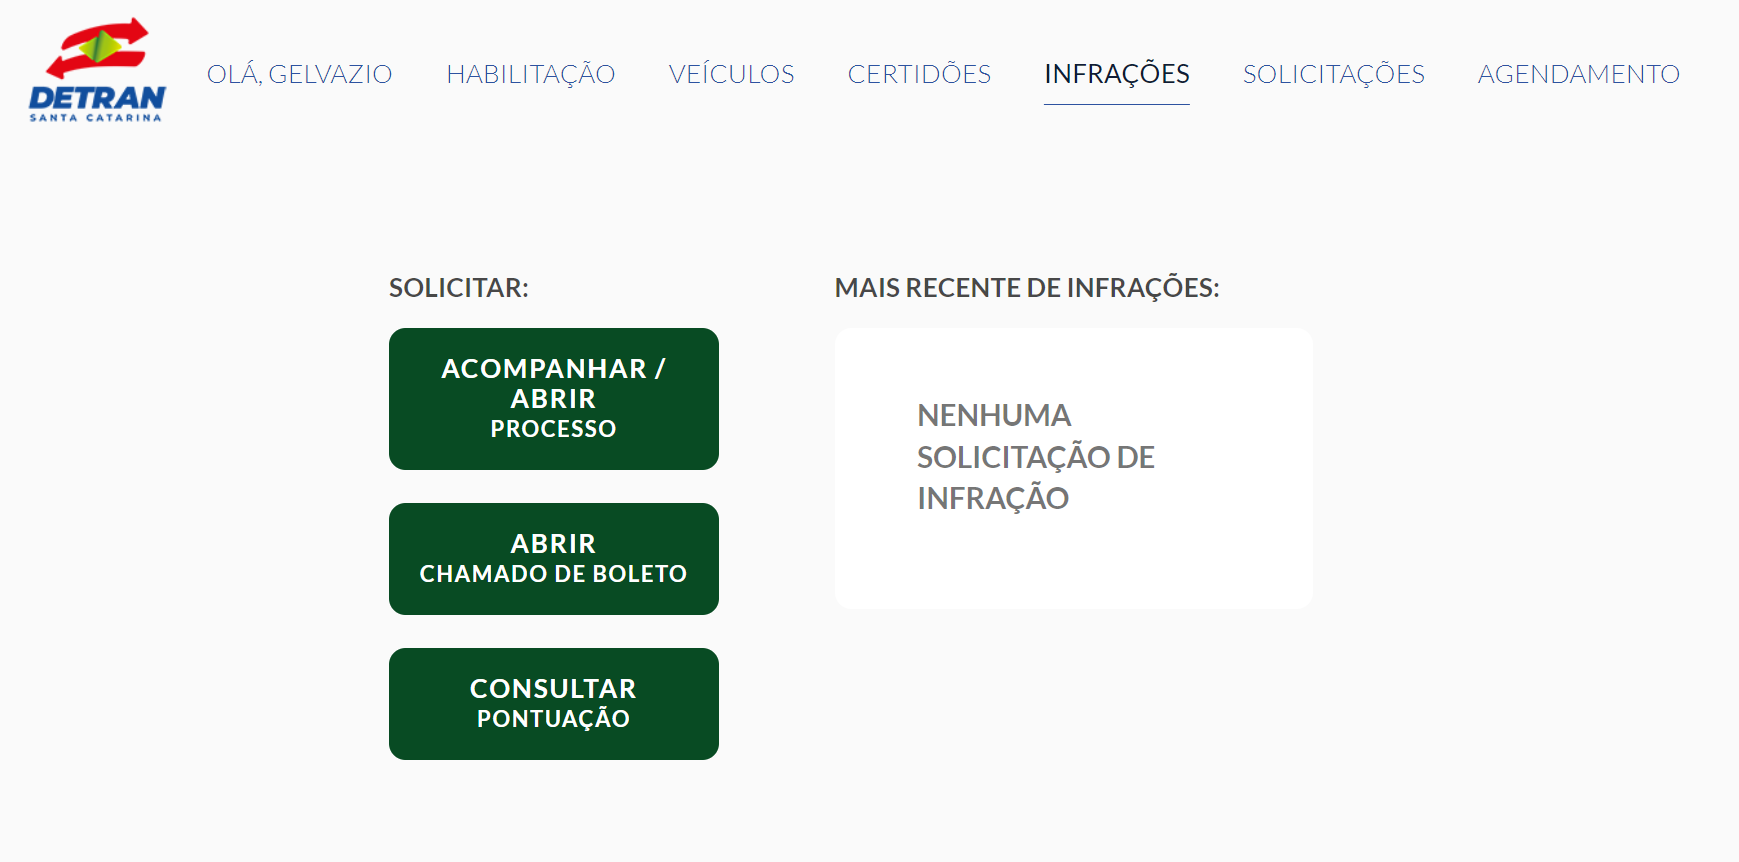 DETRAN
SANTA CATARINA
OLÁ, GELVAZIO
HABILITAÇÃO
VEÍCULOS
CERTIDÕES
INFRAÇÕES
SOLICITAÇÕES
AGENDAMENTO
SOLICITAR:
ACOMPANHAR /
ABRIR
PROCESSO
ABRIR
CHAMADO DE BOLETO
CONSULTAR
PONTUAÇÃO
MAIS RECENTE DE INFRAÇÕES:
NENHUMA
SOLICITAÇÃO DE
INFRAÇÃO